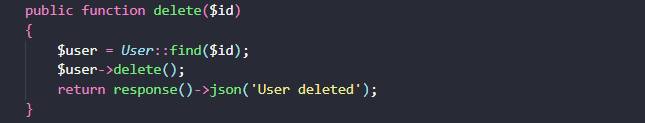 public function delete($id)
{
$user = User::find($id);
$user->delete();
return response()->json('User deleted');
}